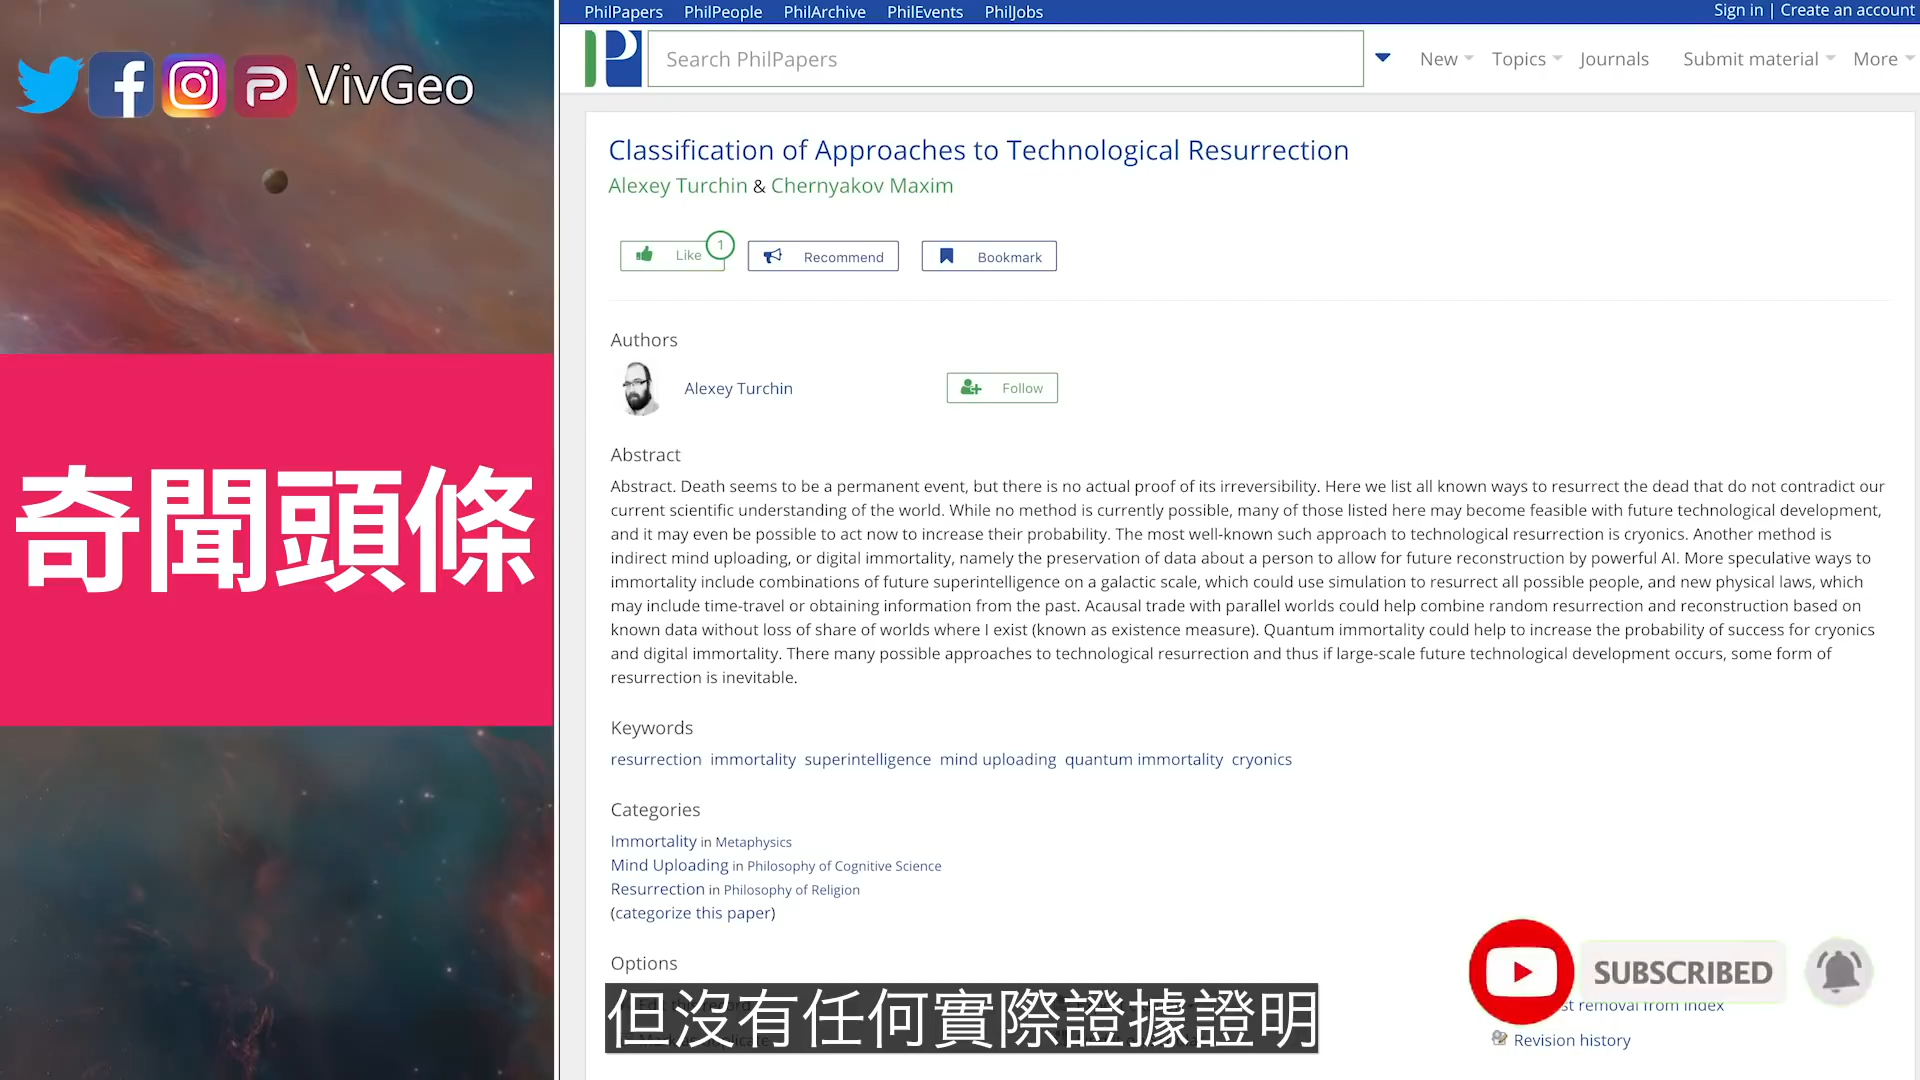 VivGeo
奇聞頭條
PhilPapers PhilPeople PhilArchive PhilEvents PhilJobs
Sign in | Create an account
Search PhilPapers
New Topics Journals Submit material More
Classification of Approaches to Technological Resurrection
Alexey Turchin & Chernyakov Maxim
Like 1 Recommend Bookmark
Authors
Alexey Turchin Follow
Abstract
Abstract. Death seems to be a permanent event, but there is no actual proof of its irreversibility. Here we list all known ways to resurrect the dead that do not contradict our
current scientific understanding of the world. While no method is currently possible, many of those listed here may become feasible with future technological development,
and it may even be possible to act now to increase their probability. The most well-known such approach to technological resurrection is cryonics. Another method is
indirect mind uploading, or digital immortality, namely the preservation of data about a person to allow for future reconstruction by powerful AI. More speculative ways to
immortality include combinations of future superintelligence on a galactic scale, which could use simulation to resurrect all possible people, and new physical laws, which
may include time-travel or obtaining information from the past. Acausal trade with parallel worlds could help combine random resurrection and reconstruction based on
known data without loss of share of worlds where I exist (known as existence measure). Quantum immortality could help to increase the probability of success for cryonics
and digital immortality. There many possible approaches to technological resurrection and thus if large-scale future technological development occurs, some form of
resurrection is inevitable.
Keywords
resurrection immortality superintelligence mind uploading quantum immortality cryonics
Categories
Immortality in Metaphysics
Mind Uploading in Philosophy of Cognitive Science
Resurrection in Philosophy of Religion
(categorize this paper)
Options
SUBSCRIBED
removal from index
Revision history
但沒有任何實際證據證明